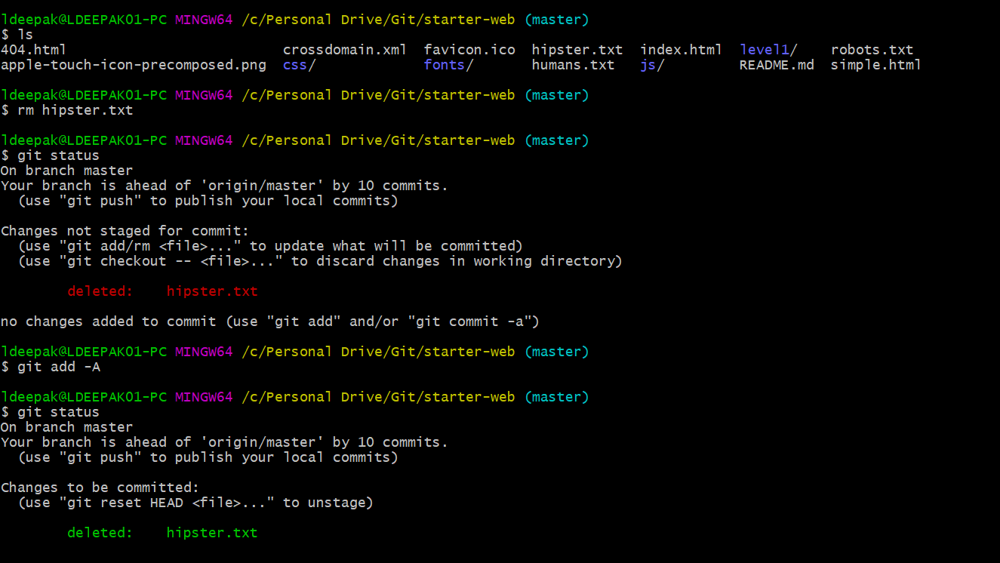 ldeepak@LDEEPAK01-PC MINGW64 /c/Personal Drive/Git/starter-web (master)
$ ls
404.html                          crossdomain.xml  favicon.ico  hipster.txt  index.html  level1/    robots.txt
apple-touch-icon-precomposed.png  css/             fonts/       humans.txt   js/         README.md  simple.html

ldeepak@LDEEPAK01-PC MINGW64 /c/Personal Drive/Git/starter-web (master)
$ rm hipster.txt

ldeepak@LDEEPAK01-PC MINGW64 /c/Personal Drive/Git/starter-web (master)
$ git status
On branch master
Your branch is ahead of 'origin/master' by 10 commits.
  (use "git push" to publish your local commits)

Changes not staged for commit:
  (use "git add/rm <file>..." to update what will be committed)
  (use "git checkout -- <file>..." to discard changes in working directory)

        deleted:    hipster.txt

no changes added to commit (use "git add" and/or "git commit -a")

ldeepak@LDEEPAK01-PC MINGW64 /c/Personal Drive/Git/starter-web (master)
$ git add -A

ldeepak@LDEEPAK01-PC MINGW64 /c/Personal Drive/Git/starter-web (master)
$ git status
On branch master
Your branch is ahead of 'origin/master' by 10 commits.
  (use "git push" to publish your local commits)

Changes to be committed:
  (use "git reset HEAD <file>..." to unstage)

        deleted:    hipster.txt